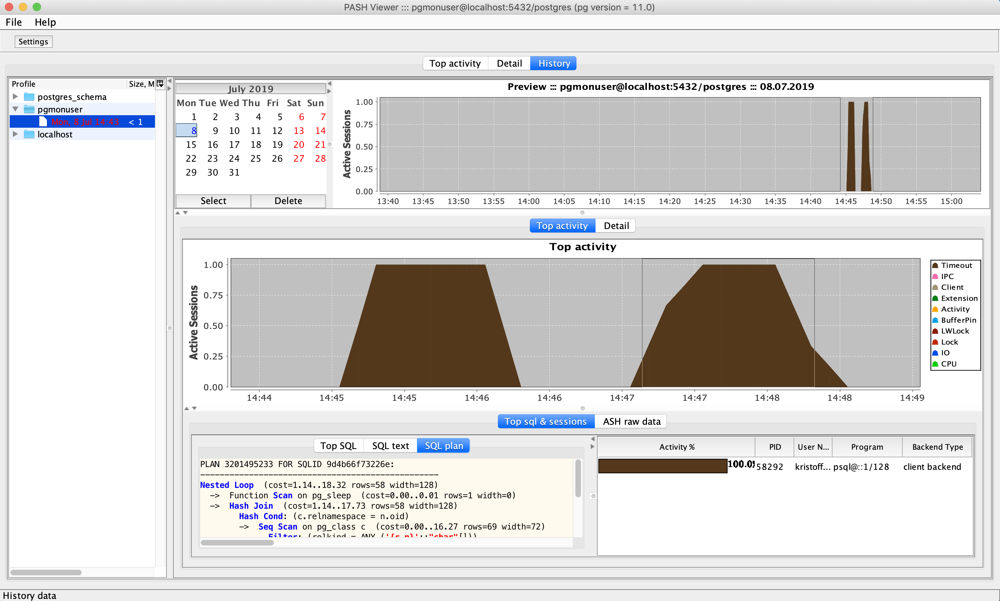 PASH Viewer ::: pgmonuser@localhost:5432/postgres (pg version = 11.0)
File Help
Settings
Top activity Detail History
Profile Size, M
postgres_schema
pgmonuser
Mon, 8 Jul 14:43 < 1
localhost
July 2019
Mon Tue Wed Thu Fri Sat Sun
1 2 3 4 5 6 7
8 9 10 11 12 13 14
15 16 17 18 19 20 21
22 23 24 25 26 27 28
29 30 31
Select Delete
Preview ::: pgmonuser@localhost:5432/postgres ::: 08.07.2019
Active Sessions
1.00
0.75
0.50
0.25
0.00
13:40 13:45 13:50 13:55 14:00 14:05 14:10 14:15 14:20 14:25 14:30 14:35 14:40 14:45 14:50 14:55 15:00
Top activity Detail
Top activity
Active Sessions
1.00
0.75
0.50
0.25
0.00
14:44 14:45 14:45 14:46 14:46 14:47 14:47 14:48 14:48 14:49
Timeout
IPC
Client
Extension
Activity
BufferPin
LWLock
Lock
IO
CPU
Top sql & sessions ASH raw data
Top SQL SQL text SQL plan
PLAN 3201495233 FOR SQLID 9d4b66f73226e:
-------------------------------------------------
Nested Loop  (cost=1.14..18.32 rows=58 width=128)
->  Function Scan on pg_sleep  (cost=0.00..0.01 rows=1 width=0)
->  Hash Join  (cost=1.14..17.73 rows=58 width=128)
Hash Cond: (c.relnamespace = n.oid)
->  Seq Scan on pg_class c  (cost=0.00..16.27 rows=69 width=72)
Filter: (relkind = ANY ('{r,p}'::"char"[]))
Activity % PID User N... Program Backend Type
100.0 58292 kristoff... psql@::1/128 client backend
History data